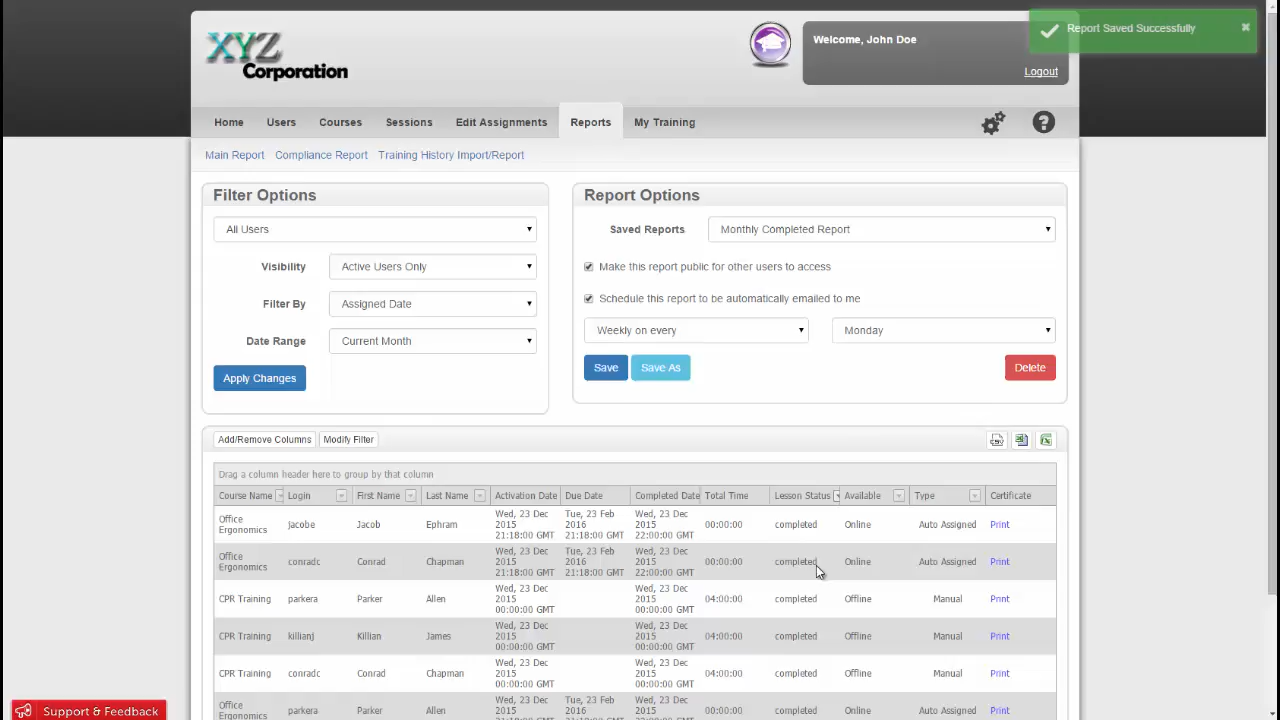 XYZ
Corporation
Welcome, John Doe
Logout
Report Saved Successfully
Home Users Courses Sessions Edit Assignments Reports My Training
Main Report Compliance Report Training History Import/Report
Filter Options
All Users
Visibility Active Users Only
Filter By Assigned Date
Date Range Current Month
Apply Changes
Report Options
Saved Reports Monthly Completed Report
Make this report public for other users to access
Schedule this report to be automatically emailed to me
Weekly on every Monday
Save Save As Delete
Add/Remove Columns Modify Filter
Drag a column header here to group by that column
Course Name Login First Name Last Name Activation Date Due Date Completed Date Total Time Lesson Status Available Type Certificate
Office Ergonomics jacobe Jacob Ephram Wed, 23 Dec 2015 21:18:00 GMT Tue, 23 Feb 2016 21:18:00 GMT Wed, 23 Dec 2015 22:00:00 GMT 00:00:00 completed Online Auto Assigned Print
Office Ergonomics conradc Conrad Chapman Wed, 23 Dec 2015 21:18:00 GMT Tue, 23 Feb 2016 21:18:00 GMT Wed, 23 Dec 2015 22:00:00 GMT 00:00:00 completed Online Auto Assigned Print
CPR Training parkera Parker Allen Wed, 23 Dec 2015 00:00:00 GMT Wed, 23 Dec 2015 00:00:00 GMT 04:00:00 completed Offline Manual Print
CPR Training killianj Killian James Wed, 23 Dec 2015 00:00:00 GMT Wed, 23 Dec 2015 00:00:00 GMT 04:00:00 completed Offline Manual Print
CPR Training conradc Conrad Chapman Wed, 23 Dec 2015 00:00:00 GMT Wed, 23 Dec 2015 00:00:00 GMT 04:00:00 completed Offline Manual Print
Office Ergonomics parkera Parker Allen Wed, 23 Dec 2015 Tue, 23 Feb 2016 Wed, 23 Dec 2015 00:00:00 completed Online Auto Assigned Print
Support & Feedback